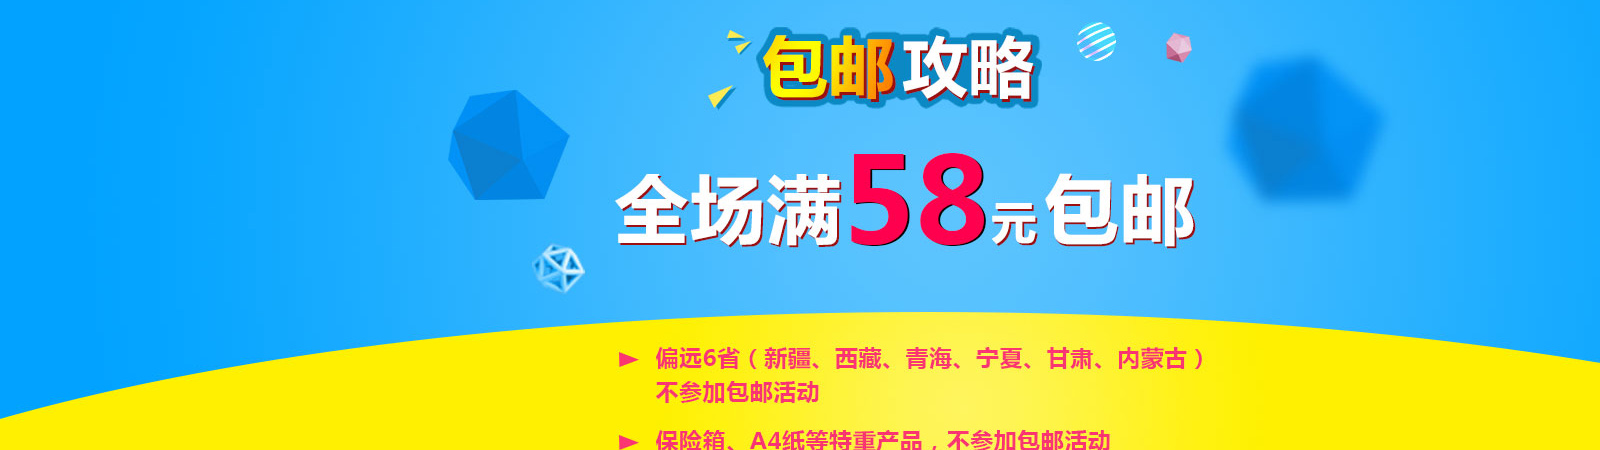 包邮攻略
全场满58元包邮
► 偏远6省（新疆、西藏、青海、宁夏、甘肃、内蒙古）
不参加包邮活动
► 保险箱、A4纸等特重产品，不参加包邮活动